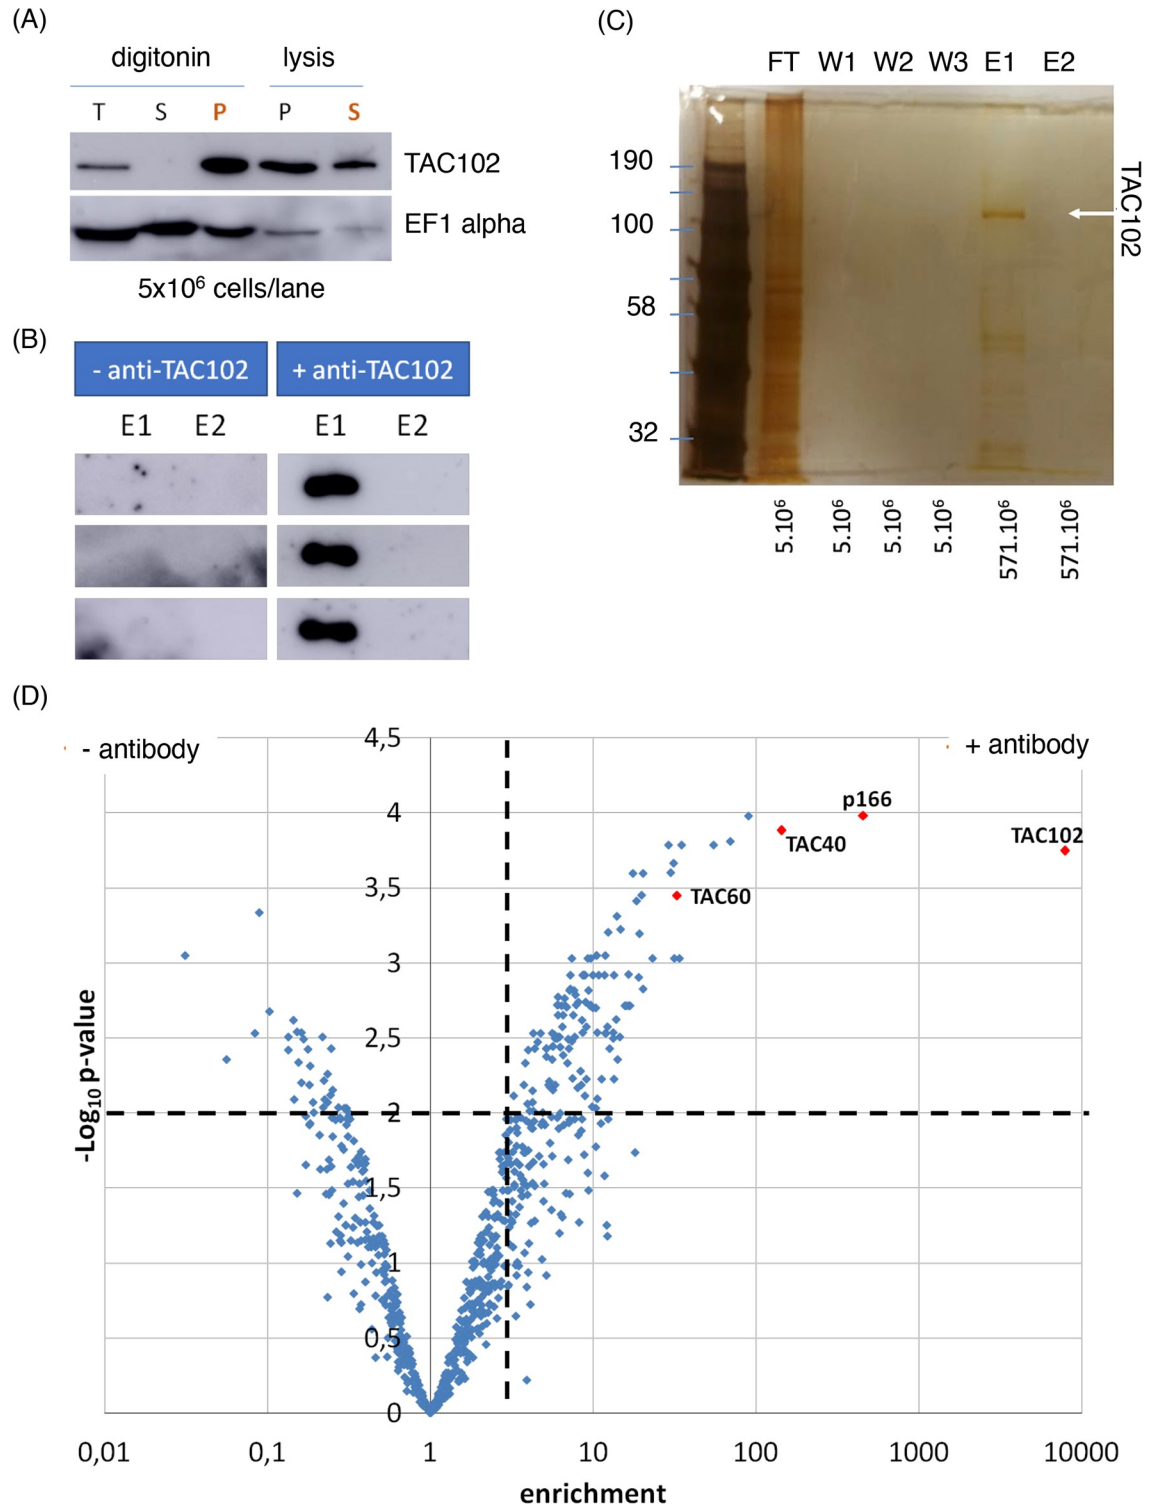 (A)
digitonin lysis
T S P P S
TAC102
EF1 alpha
5x10⁶ cells/lane
(B)
- anti-TAC102 + anti-TAC102
E1 E2 E1 E2
(C)
FT W1 W2 W3 E1 E2
190
100
58
32
TAC102
5.10⁶ 5.10⁶ 5.10⁶ 5.10⁶ 571.10⁶ 571.10⁶
(D)
- antibody
+ antibody
4,5
4
3,5
3
2,5
2
1,5
1
0,5
0
p166
TAC40
TAC102
TAC60
-Log₁₀ p-value
0,01 0,1 1 10 100 1000 10000
enrichment